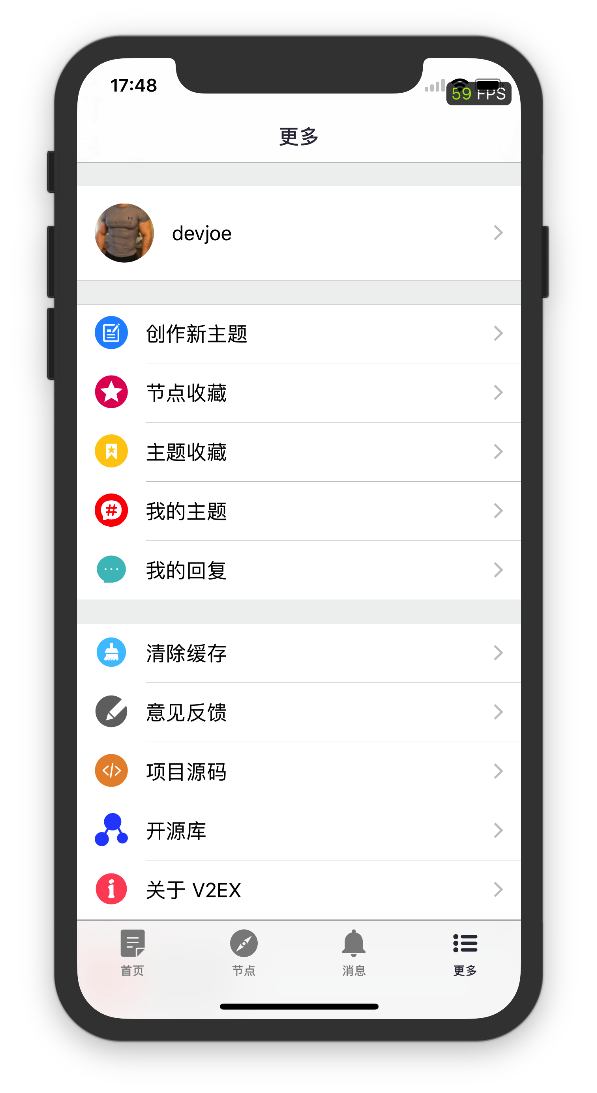 17:48
59 FPS
更多
devjoe
创作新主题
节点收藏
主题收藏
我的主题
我的回复
清除缓存
意见反馈
项目源码
开源库
关于 V2EX
首页
节点
消息
更多